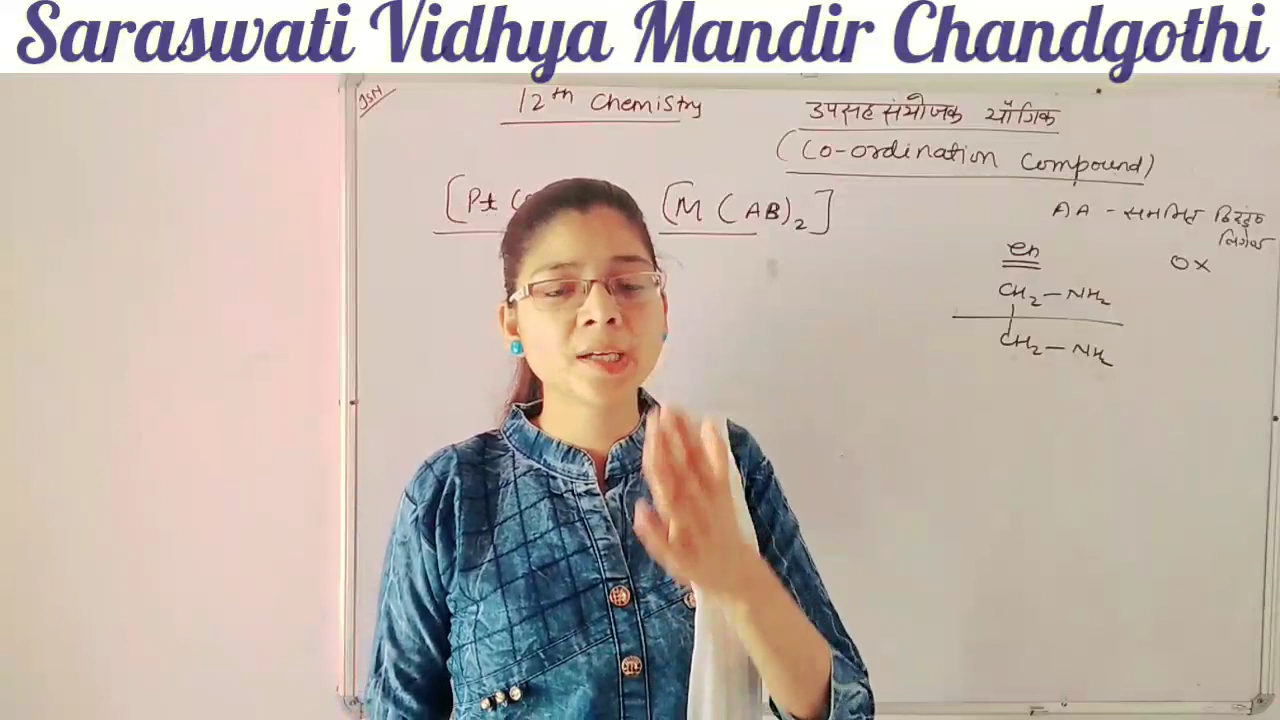 Saraswati Vidhya Mandir Chandgothi
JSN
12th Chemistry
उपसहसंयोजक यौगिक
(Co-ordination Compound)
[Pt (
[M (AB)2]
AA - सममित द्विदंतुर
लिगेण्ड
en
ox
CH2-NH2
CH2-NH2